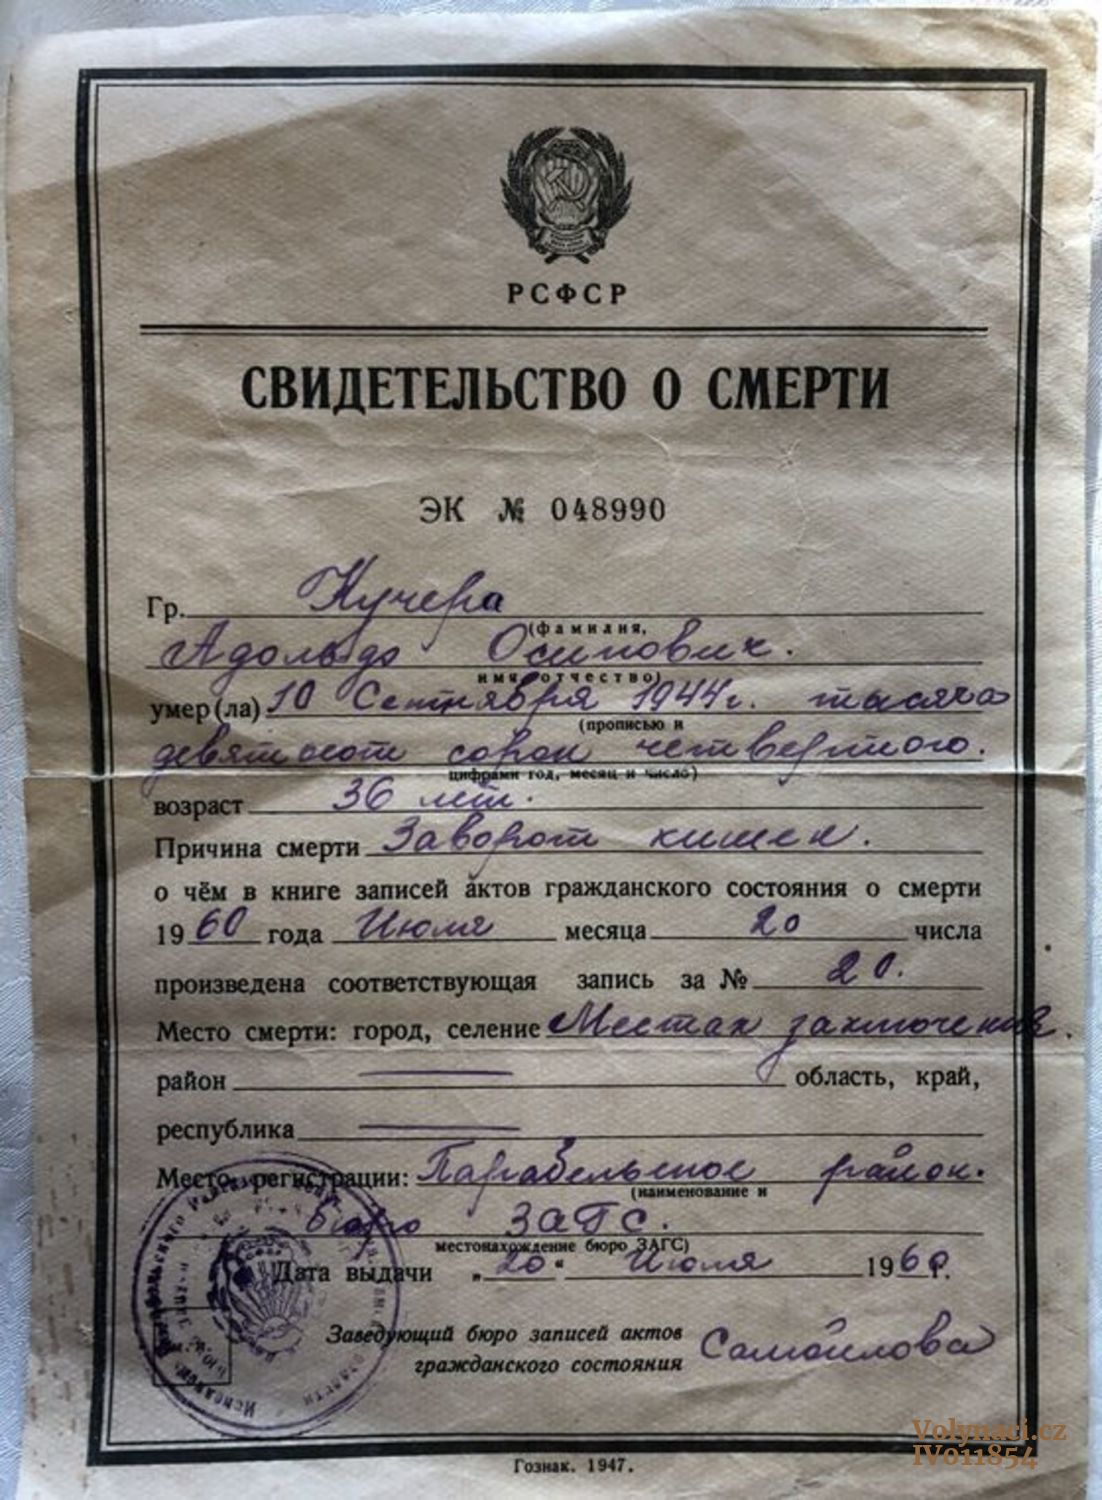 РСФСР
СВИДЕТЕЛЬСТВО О СМЕРТИ
ЭК № 048990
Гр. Кучера
(фамилия,
Адольф Осипович.
имя, отчество)
умер(ла) 10 Сентября 1944г. тысяча
(прописью и
девятьсот сорок четвертого.
цифрами год, месяц и число)
возраст 36 лет.
Причина смерти Заворот кишек.
о чём в книге записей актов гражданского состояния о смерти
1960 года Июля месяца 20 числа
произведена соответствующая запись за № 20.
Место смерти: город, селение Местах заключения.
район — область, край,
республика —
Место регистрации: Парабельское район.
(наименование и
бюро ЗАГС.
местонахождение бюро ЗАГС)
Дата выдачи „20" Июля 1960г.
Заведующий бюро записей актов
гражданского состояния Самойлова
Гознак. 1947.
Volynaci.cz
IV011854